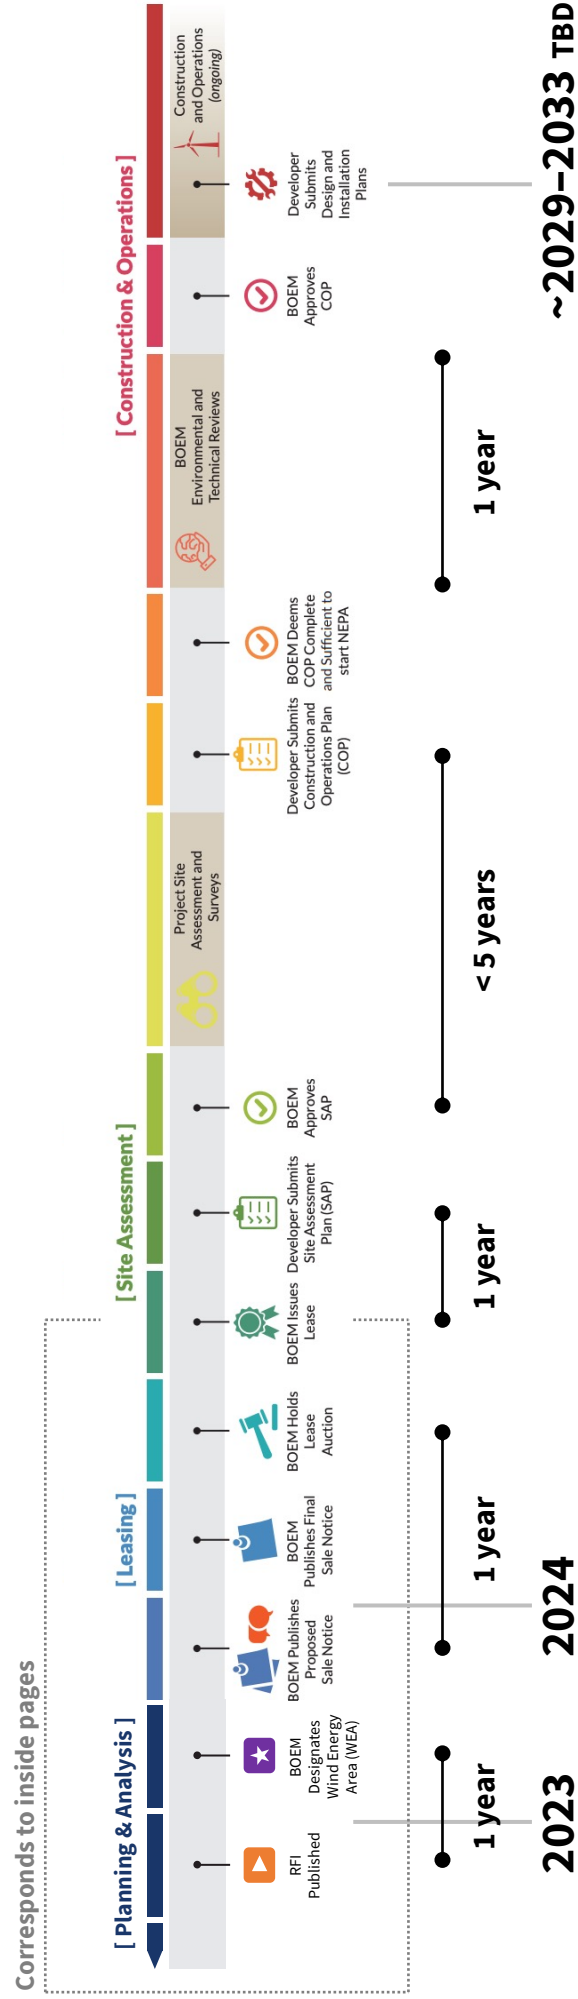 Corresponds to inside pages
[ Planning & Analysis ]
[ Leasing ]
[ Site Assessment ]
[ Construction & Operations ]
RFI
Published
BOEM
Designates
Wind Energy
Area (WEA)
BOEM Publishes
Proposed
Sale Notice
BOEM
Publishes Final
Sale Notice
BOEM Holds
Lease
Auction
BOEM Issues
Lease
Developer Submits
Site Assessment
Plan (SAP)
BOEM
Approves
SAP
Project Site
Assessment and
Surveys
Developer Submits
Construction and
Operations Plan
(COP)
BOEM Deems
COP Complete
and Sufficient to
start NEPA
BOEM
Environmental and
Technical Reviews
BOEM
Approves
COP
Developer
Submits
Design and
Installation
Plans
Construction
and Operations
(ongoing)
1 year
1 year
1 year
< 5 years
1 year
2023
2024
~2029–2033 TBD